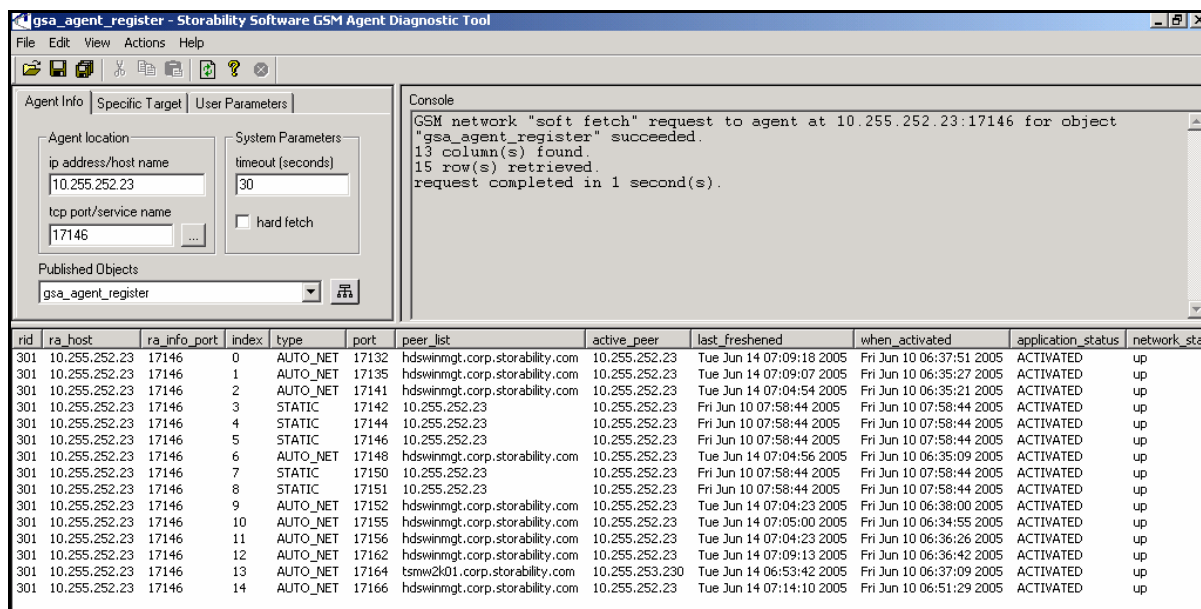 gsa_agent_register - Storability Software GSM Agent Diagnostic Tool
File Edit View Actions Help
Agent Info Specific Target User Parameters
Agent location
ip address/host name
10.255.252.23
tcp port/service name
17146 ...
System Parameters
timeout (seconds)
30
hard fetch
Published Objects
gsa_agent_register
Console
GSM network "soft fetch" request to agent at 10.255.252.23:17146 for object
"gsa_agent_register" succeeded.
13 column(s) found.
15 row(s) retrieved.
request completed in 1 second(s).
rid ra_host ra_info_port index type port peer_list active_peer last_freshened when_activated application_status network_sta
301 10.255.252.23 17146 0 AUTO_NET 17132 hdswinmgt.corp.storability.com 10.255.252.23 Tue Jun 14 07:09:18 2005 Fri Jun 10 06:37:51 2005 ACTIVATED up
301 10.255.252.23 17146 1 AUTO_NET 17135 hdswinmgt.corp.storability.com 10.255.252.23 Tue Jun 14 07:09:07 2005 Fri Jun 10 06:35:27 2005 ACTIVATED up
301 10.255.252.23 17146 2 AUTO_NET 17141 hdswinmgt.corp.storability.com 10.255.252.23 Tue Jun 14 07:04:54 2005 Fri Jun 10 06:35:21 2005 ACTIVATED up
301 10.255.252.23 17146 3 STATIC 17142 10.255.252.23 10.255.252.23 Fri Jun 10 07:58:44 2005 Fri Jun 10 07:58:44 2005 ACTIVATED up
301 10.255.252.23 17146 4 STATIC 17144 10.255.252.23 10.255.252.23 Fri Jun 10 07:58:44 2005 Fri Jun 10 07:58:44 2005 ACTIVATED up
301 10.255.252.23 17146 5 STATIC 17146 10.255.252.23 10.255.252.23 Fri Jun 10 07:58:44 2005 Fri Jun 10 07:58:44 2005 ACTIVATED up
301 10.255.252.23 17146 6 AUTO_NET 17148 hdswinmgt.corp.storability.com 10.255.252.23 Tue Jun 14 07:04:56 2005 Fri Jun 10 06:35:09 2005 ACTIVATED up
301 10.255.252.23 17146 7 STATIC 17150 10.255.252.23 10.255.252.23 Fri Jun 10 07:58:44 2005 Fri Jun 10 07:58:44 2005 ACTIVATED up
301 10.255.252.23 17146 8 STATIC 17151 10.255.252.23 10.255.252.23 Fri Jun 10 07:58:44 2005 Fri Jun 10 07:58:44 2005 ACTIVATED up
301 10.255.252.23 17146 9 AUTO_NET 17152 hdswinmgt.corp.storability.com 10.255.252.23 Tue Jun 14 07:04:23 2005 Fri Jun 10 06:38:00 2005 ACTIVATED up
301 10.255.252.23 17146 10 AUTO_NET 17155 hdswinmgt.corp.storability.com 10.255.252.23 Tue Jun 14 07:05:00 2005 Fri Jun 10 06:34:55 2005 ACTIVATED up
301 10.255.252.23 17146 11 AUTO_NET 17156 hdswinmgt.corp.storability.com 10.255.252.23 Tue Jun 14 07:04:23 2005 Fri Jun 10 06:36:26 2005 ACTIVATED up
301 10.255.252.23 17146 12 AUTO_NET 17162 hdswinmgt.corp.storability.com 10.255.252.23 Tue Jun 14 07:09:13 2005 Fri Jun 10 06:36:42 2005 ACTIVATED up
301 10.255.252.23 17146 13 AUTO_NET 17164 tsmw2k01.corp.storability.com 10.255.253.230 Tue Jun 14 06:53:42 2005 Fri Jun 10 06:37:09 2005 ACTIVATED up
301 10.255.252.23 17146 14 AUTO_NET 17166 hdswinmgt.corp.storability.com 10.255.252.23 Tue Jun 14 07:14:10 2005 Fri Jun 10 06:51:29 2005 ACTIVATED up